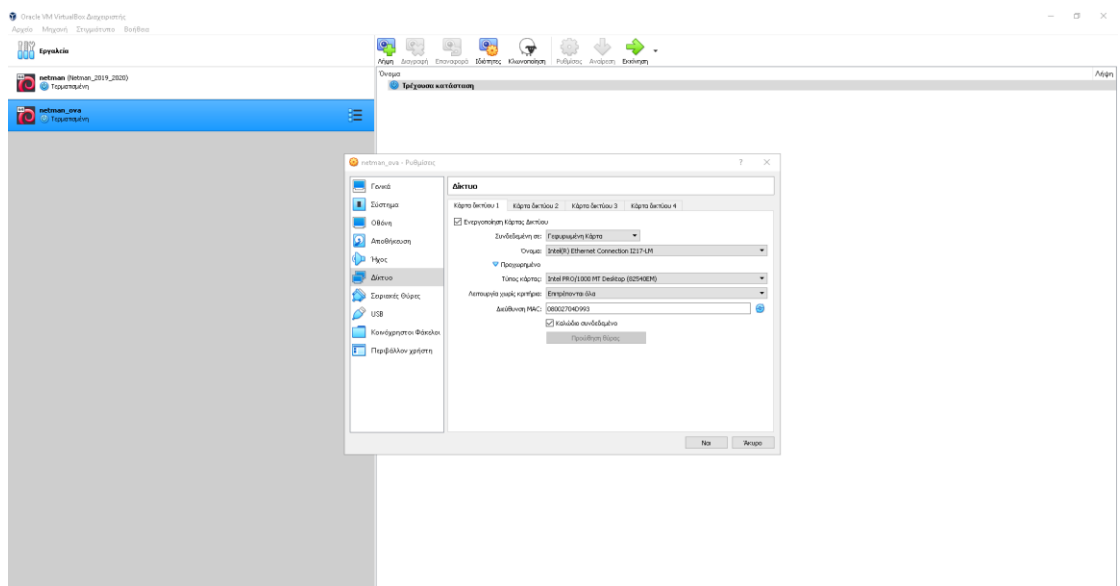 Oracle VM VirtualBox Διαχειριστής
Αρχείο Μηχανή Στιγμιότυπο Βοήθεια
Εργαλεία
netman (Netman_2019_2020)
Τερματισμένη
netman_ova
Τερματισμένη
Λήψη Διαγραφή Επαναφορά Ιδιότητες Κλωνοποίηση Ρυθμίσεις Αναίρεση Εκκίνηση
Όνομα Λήψη
Τρέχουσα κατάσταση
netman_ova - Ρυθμίσεις
Γενικά
Σύστημα
Οθόνη
Αποθήκευση
Ήχος
Δίκτυο
Σειριακές Θύρες
USB
Κοινόχρηστοι Φάκελοι
Περιβάλλον χρήστη
Δίκτυο
Κάρτα δικτύου 1 Κάρτα δικτύου 2 Κάρτα δικτύου 3 Κάρτα δικτύου 4
Ενεργοποίηση Κάρτας Δικτύου
Συνδεδεμένη σε: Γεφυρωμένη Κάρτα
Όνομα: Intel(R) Ethernet Connection I217-LM
Προχωρημένο
Τύπος κάρτας: Intel PRO/1000 MT Desktop (82540EM)
Λειτουργία χωρίς κριτήρια: Επιτρέπονται όλα
Διεύθυνση MAC: 08002704D993
Καλώδιο συνδεδεμένο
Προώθηση Θύρας
Ναι Άκυρο